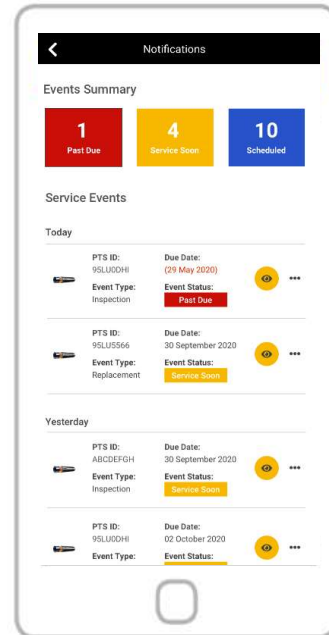 Notifications
Events Summary
1 4 10
Past Due Service Soon Scheduled
Service Events
Today
PTS ID: Due Date:
95LU0DHI (29 May 2020)
Event Type: Event Status:
Inspection Past Due
PTS ID: Due Date:
95LU5566 30 September 2020
Event Type: Event Status:
Replacement Service Soon
Yesterday
PTS ID: Due Date:
ABCDEFGH 30 September 2020
Event Type: Event Status:
Inspection Service Soon
PTS ID: Due Date:
95LU0DHI 02 October 2020
Event Type: Event Status: